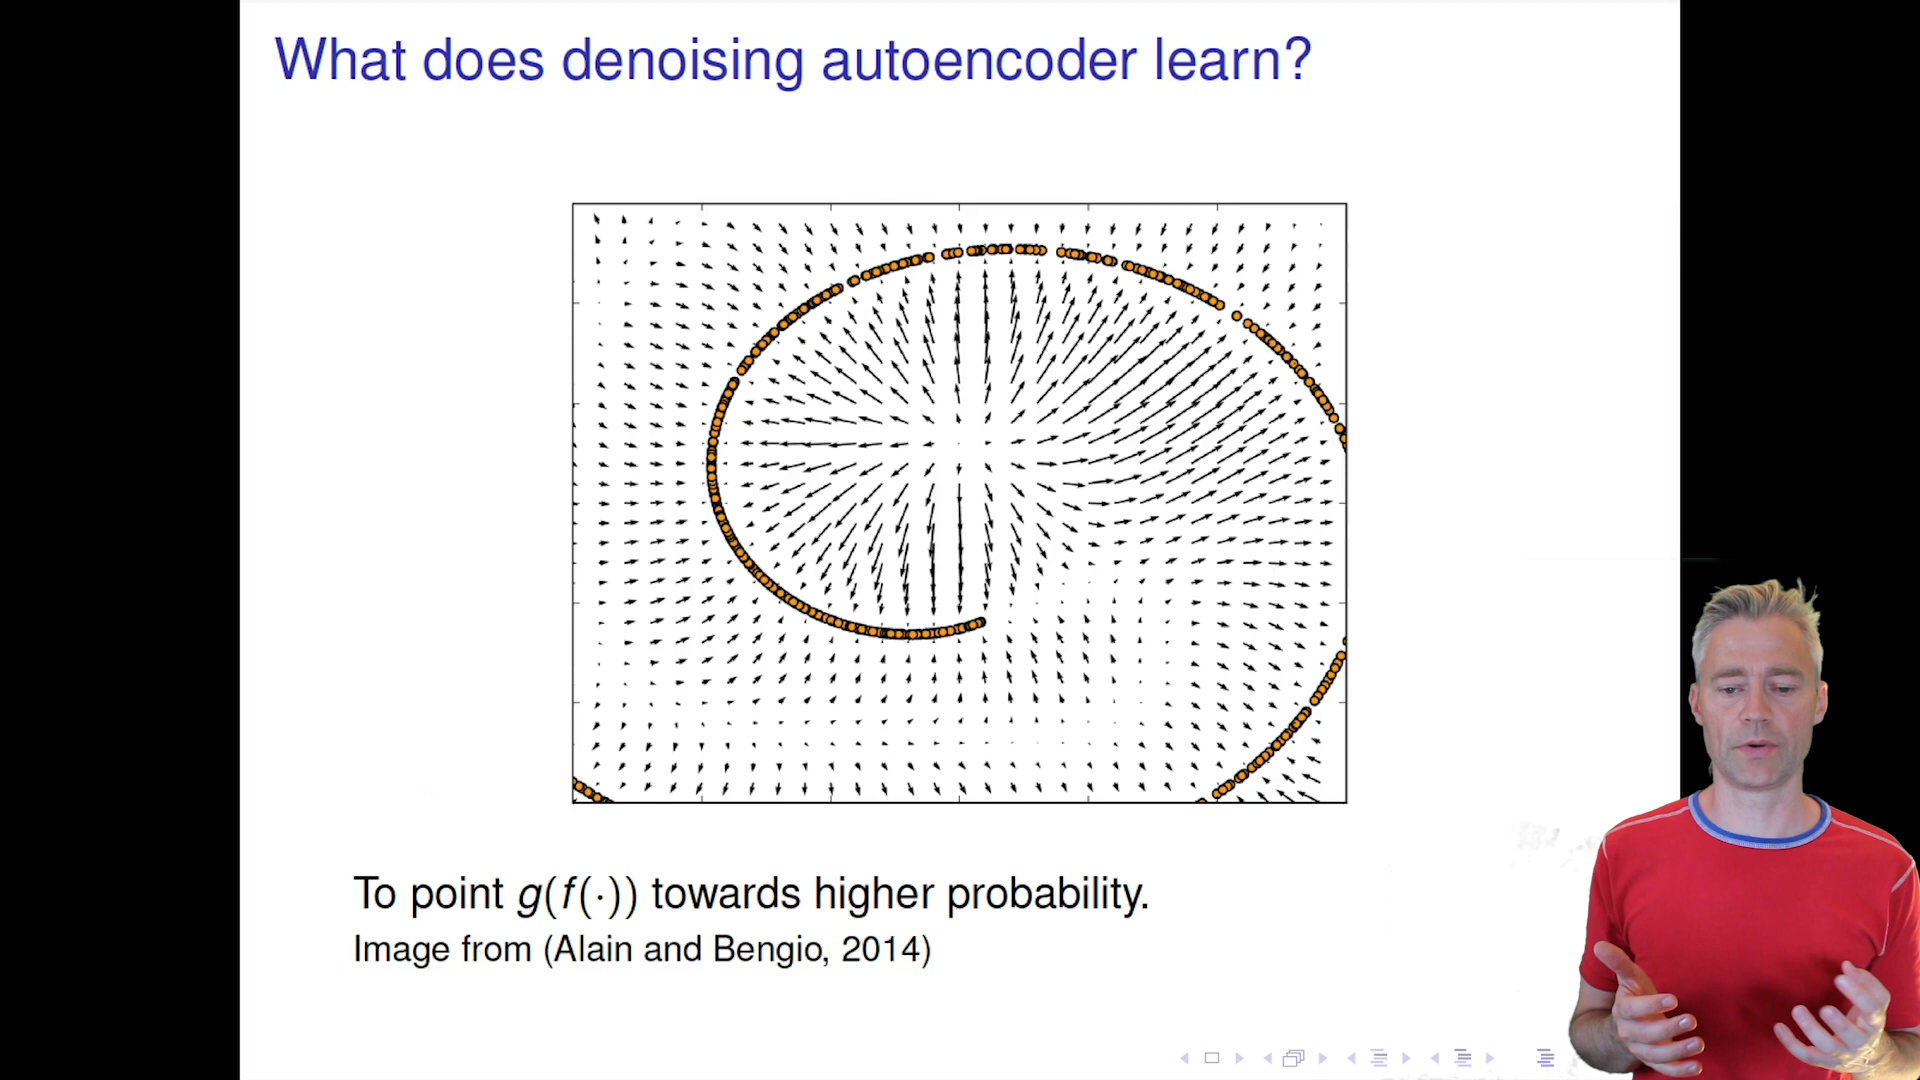 What does denoising autoencoder learn?
To point g(f(·)) towards higher probability.
Image from (Alain and Bengio, 2014)